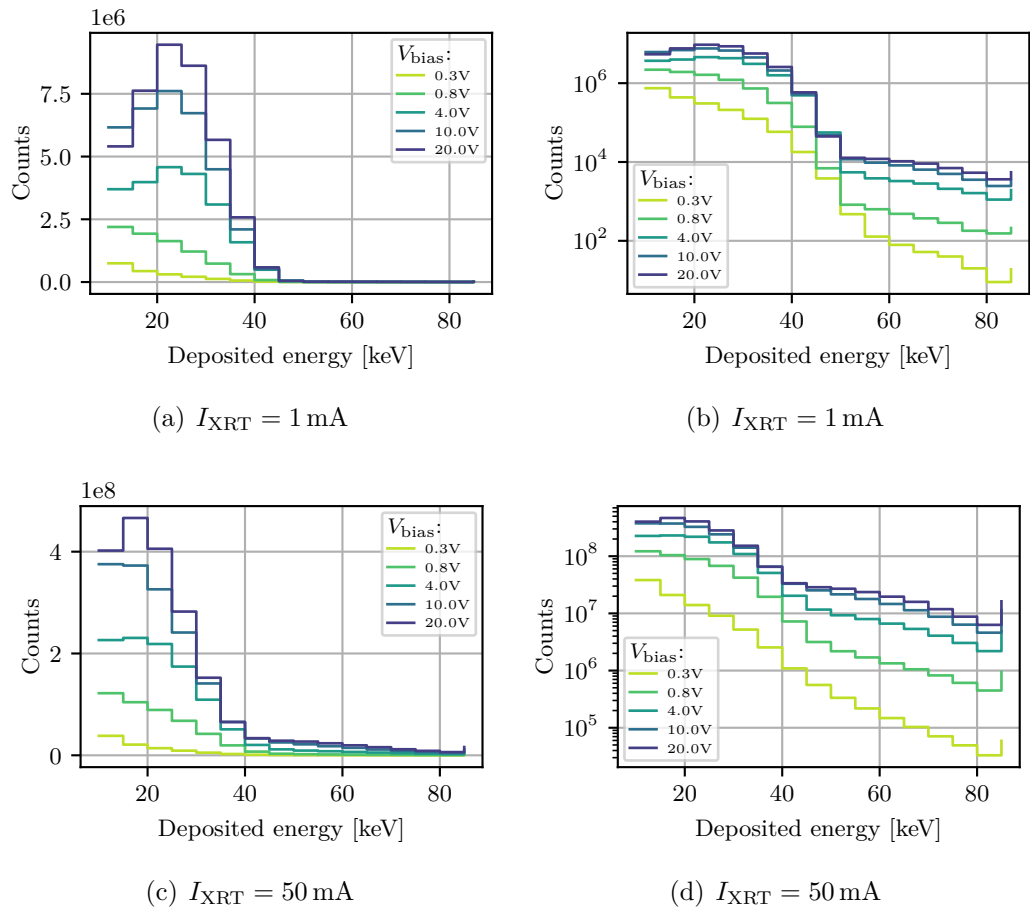 1e6
Counts
7.5
5.0
2.5
0.0
20 40 60 80
Deposited energy [keV]
V_bias:
0.3V
0.8V
4.0V
10.0V
20.0V
(a) I_XRT = 1 mA
Counts
10^6
10^4
10^2
20 40 60 80
Deposited energy [keV]
V_bias:
0.3V
0.8V
4.0V
10.0V
20.0V
(b) I_XRT = 1 mA
1e8
Counts
4
2
0
20 40 60 80
Deposited energy [keV]
V_bias:
0.3V
0.8V
4.0V
10.0V
20.0V
(c) I_XRT = 50 mA
Counts
10^8
10^7
10^6
10^5
20 40 60 80
Deposited energy [keV]
V_bias:
0.3V
0.8V
4.0V
10.0V
20.0V
(d) I_XRT = 50 mA